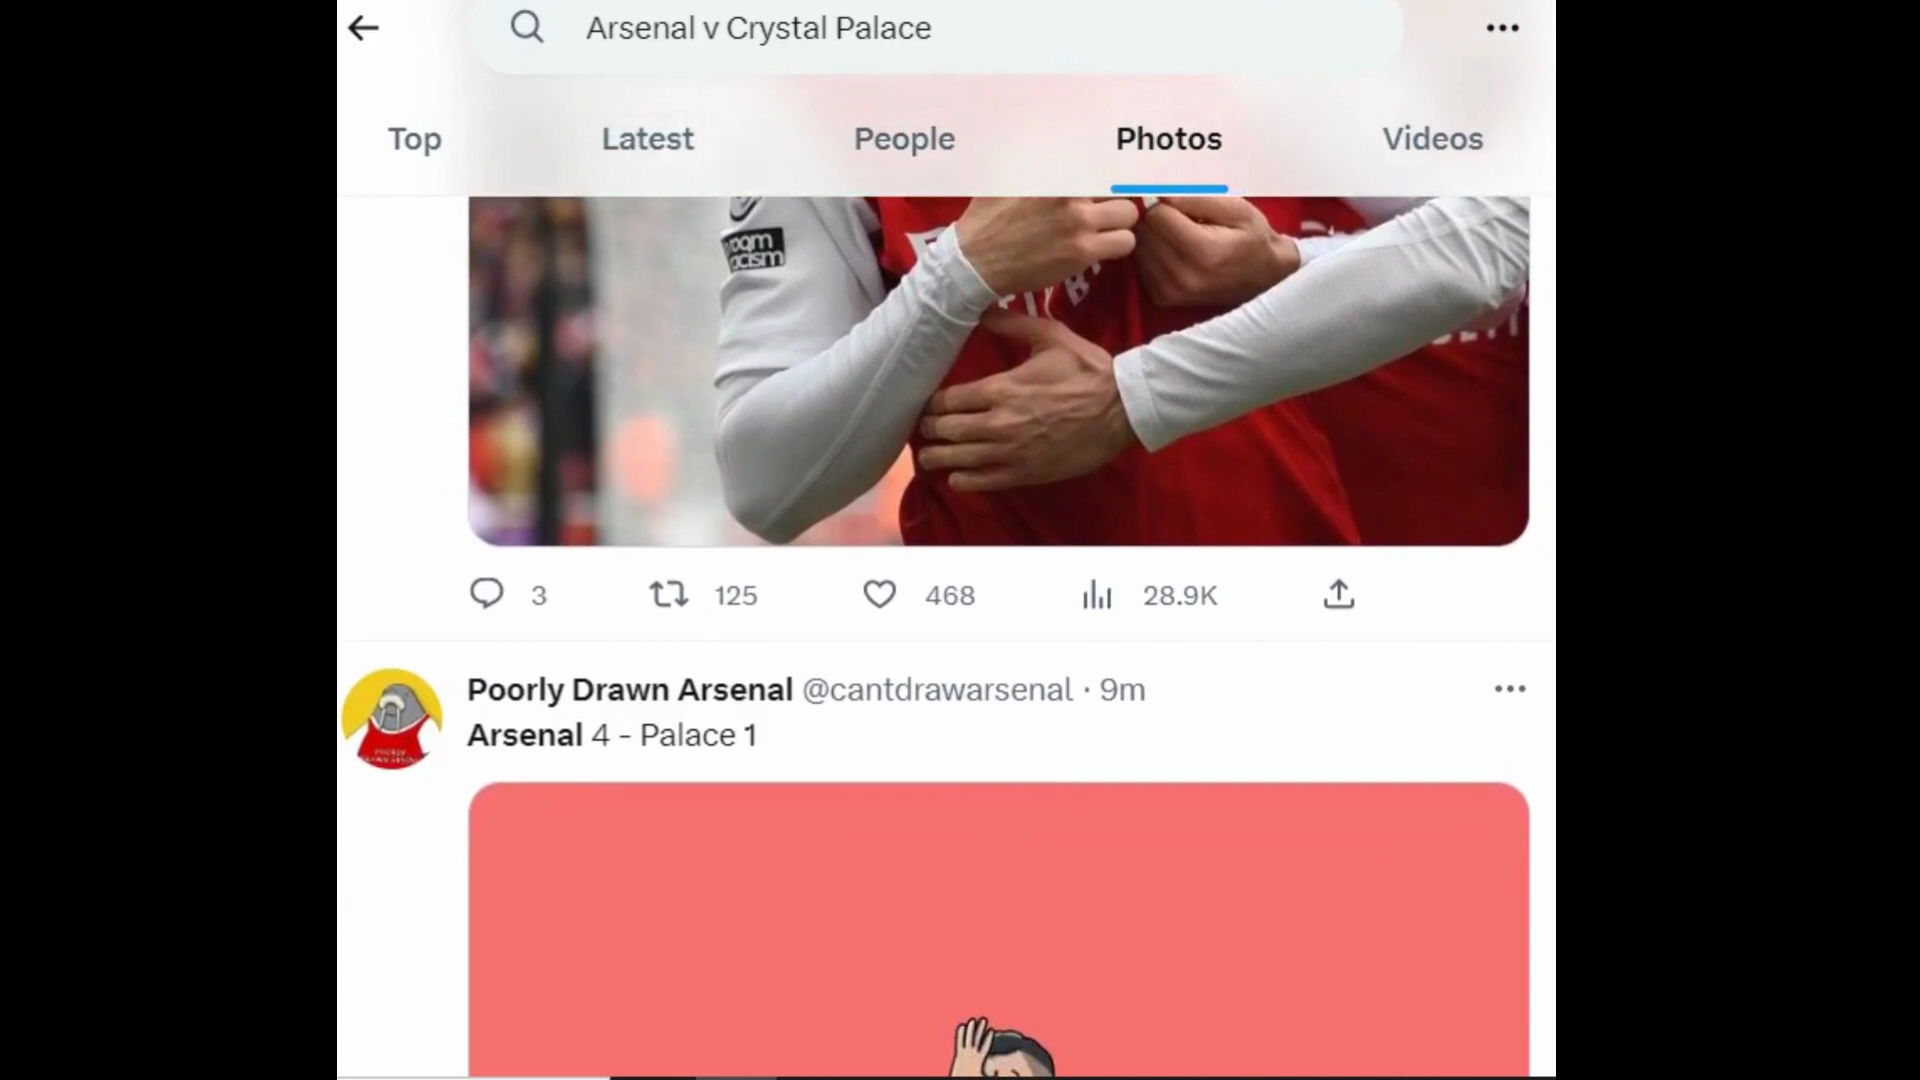 Arsenal v Crystal Palace
Top
Latest
People
Photos
Videos
3
125
468
28.9K
Poorly Drawn Arsenal @cantdrawarsenal · 9m
Arsenal 4 - Palace 1